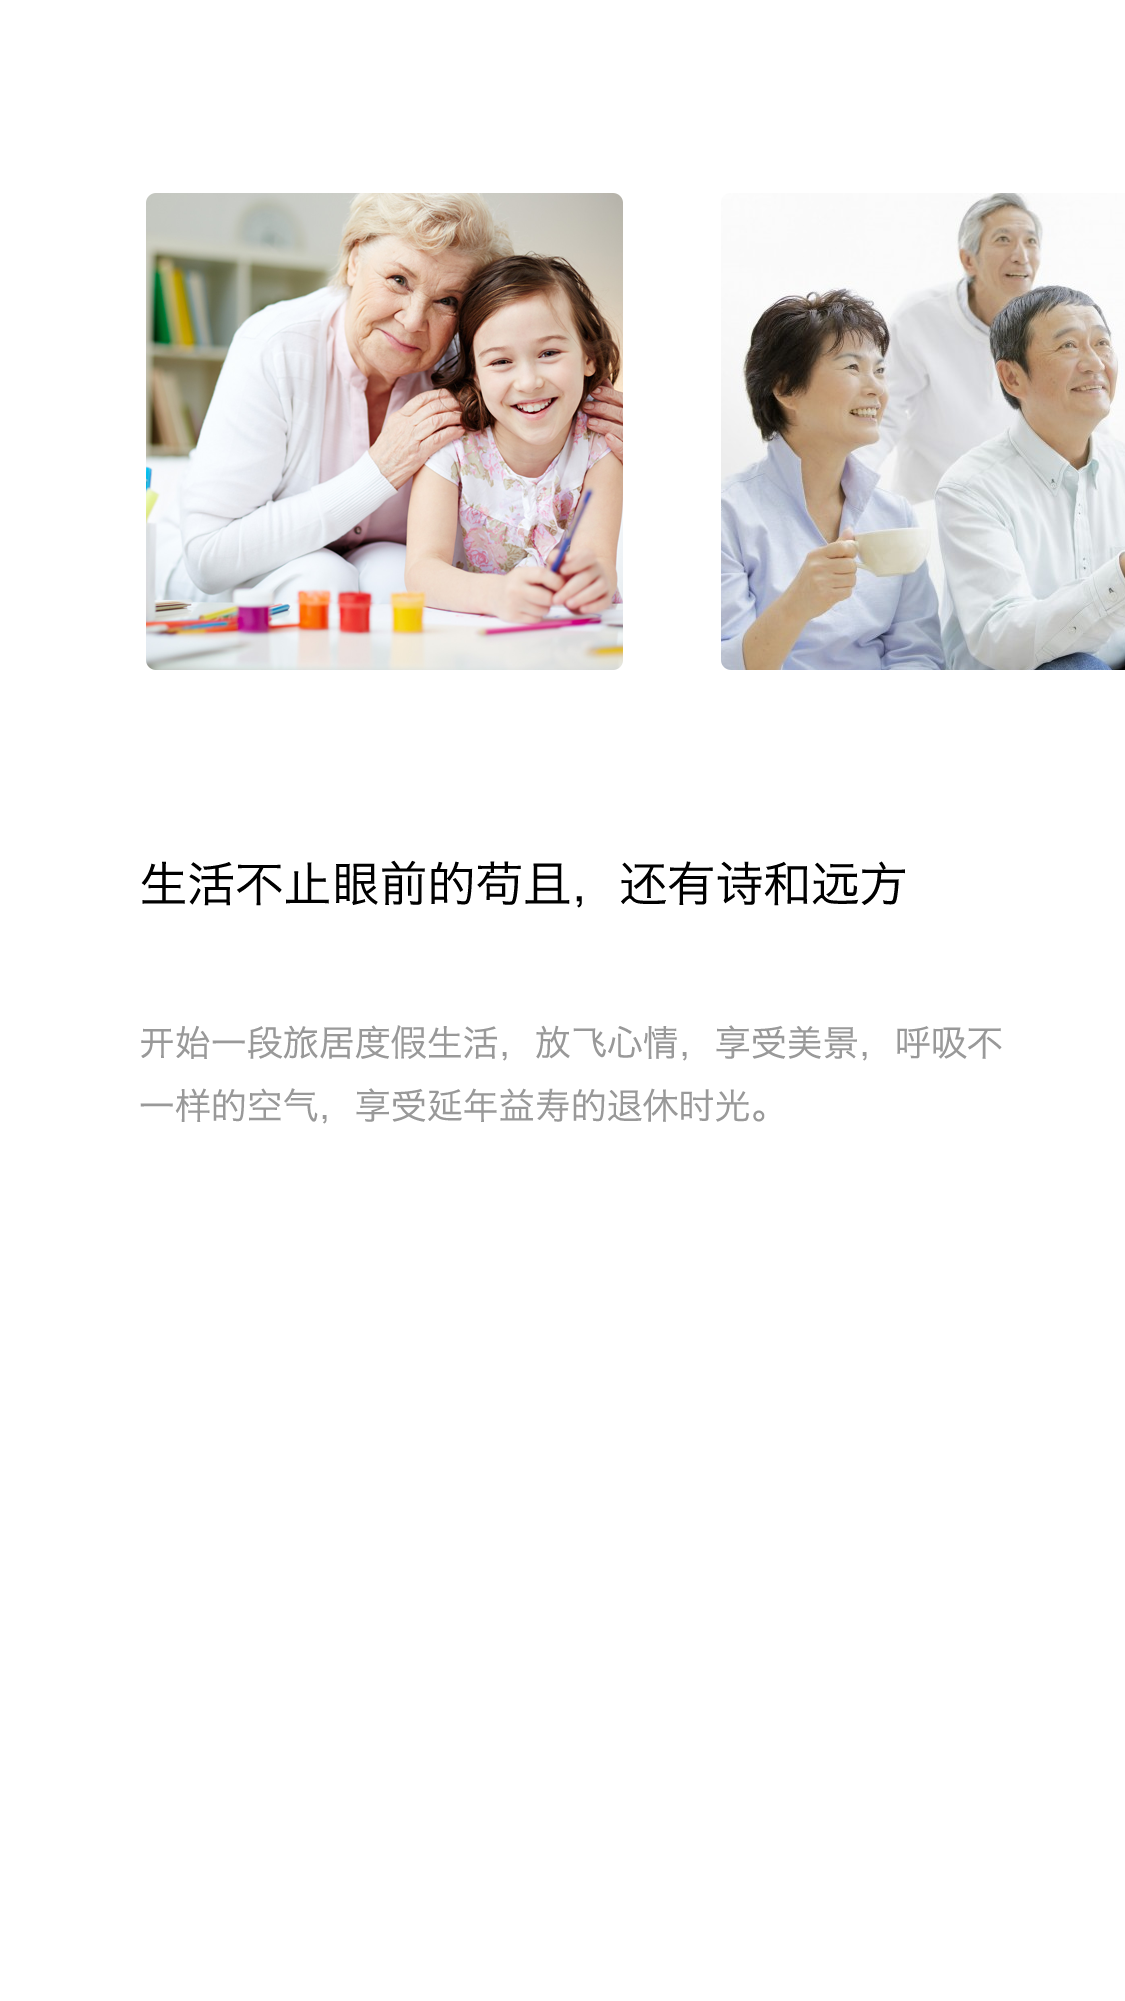 生活不止眼前的苟且，还有诗和远方
开始一段旅居度假生活，放飞心情，享受美景，呼吸不
一样的空气，享受延年益寿的退休时光。